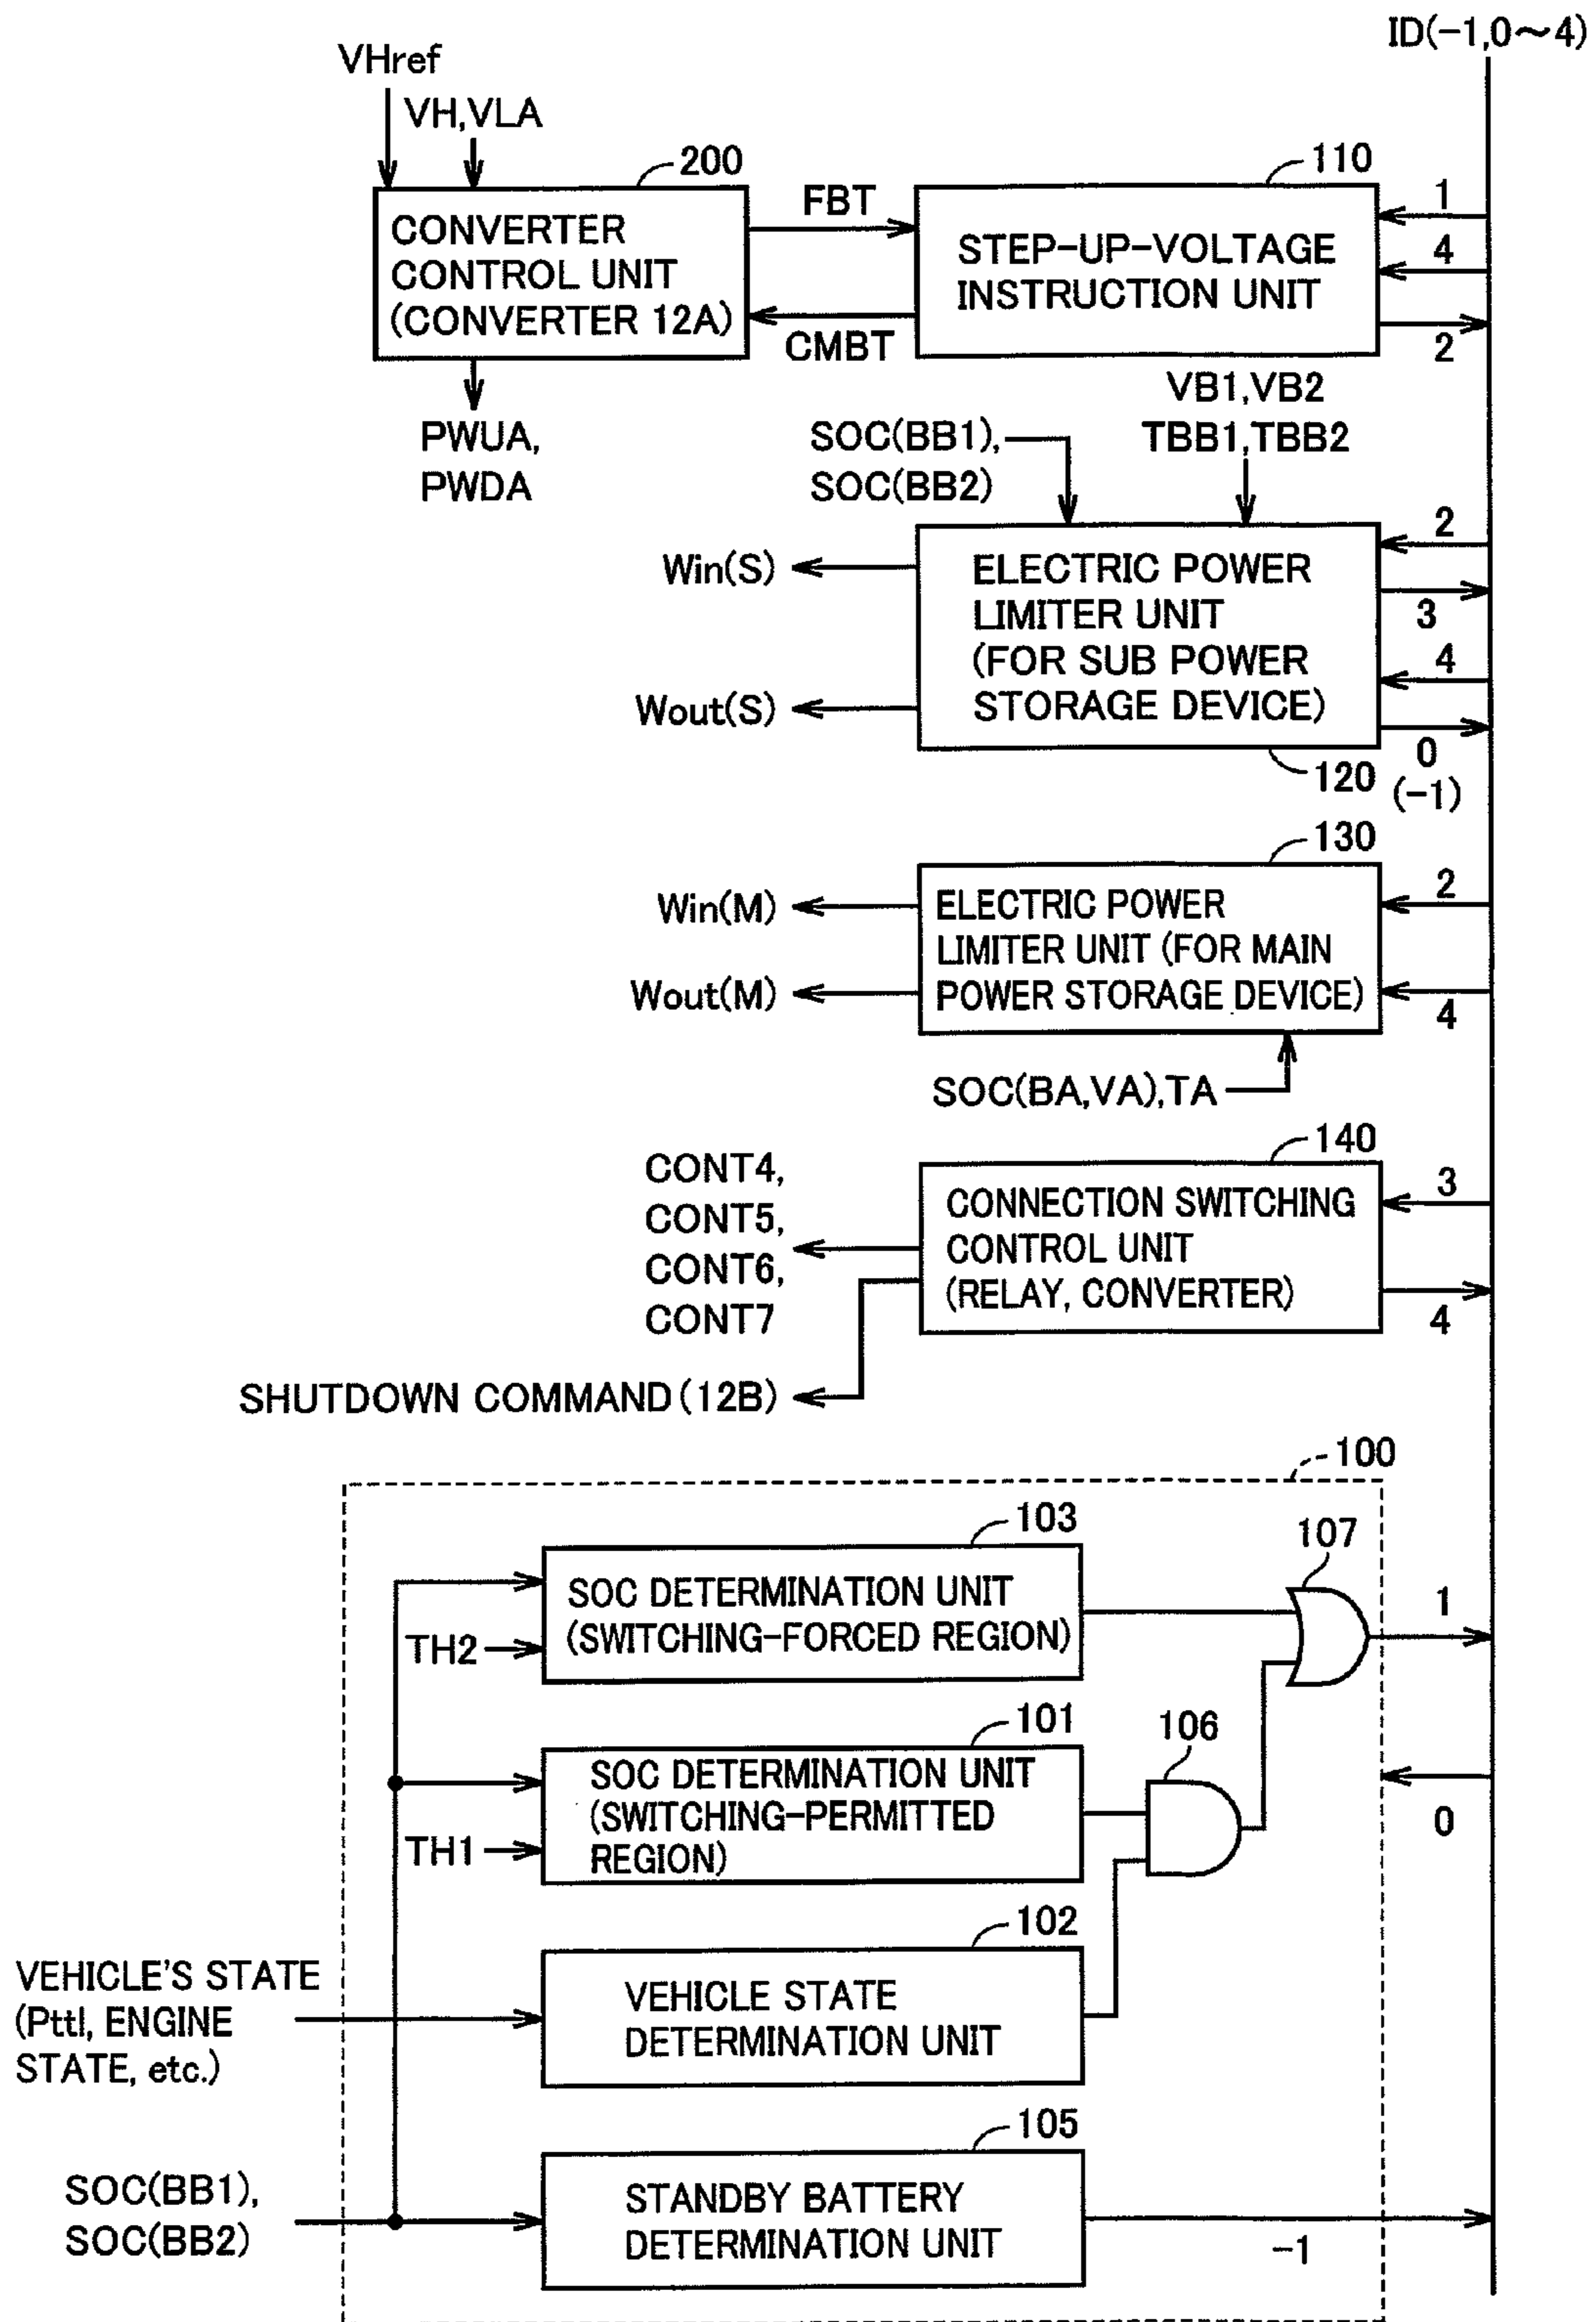 ID(-1,0~4)
VHref
VH,VLA
200
110
CONVERTER
CONTROL UNIT
(CONVERTER 12A)
FBT
CMBT
STEP-UP-VOLTAGE
INSTRUCTION UNIT
1
4
2
PWUA,
PWDA
SOC(BB1),
SOC(BB2)
VB1,VB2
TBB1,TBB2
Win(S)
Wout(S)
ELECTRIC POWER
LIMITER UNIT
(FOR SUB POWER
STORAGE DEVICE)
2
3
4
0
(-1)
120
130
Win(M)
Wout(M)
ELECTRIC POWER
LIMITER UNIT (FOR MAIN
POWER STORAGE DEVICE)
2
4
SOC(BA,VA),TA
140
CONT4,
CONT5,
CONT6,
CONT7
CONNECTION SWITCHING
CONTROL UNIT
(RELAY, CONVERTER)
3
4
SHUTDOWN COMMAND(12B)
100
103
107
SOC DETERMINATION UNIT
(SWITCHING-FORCED REGION)
TH2
1
101
106
SOC DETERMINATION UNIT
(SWITCHING-PERMITTED
REGION)
TH1
0
102
VEHICLE'S STATE
(Pttl, ENGINE
STATE, etc.)
VEHICLE STATE
DETERMINATION UNIT
105
SOC(BB1),
SOC(BB2)
STANDBY BATTERY
DETERMINATION UNIT
-1